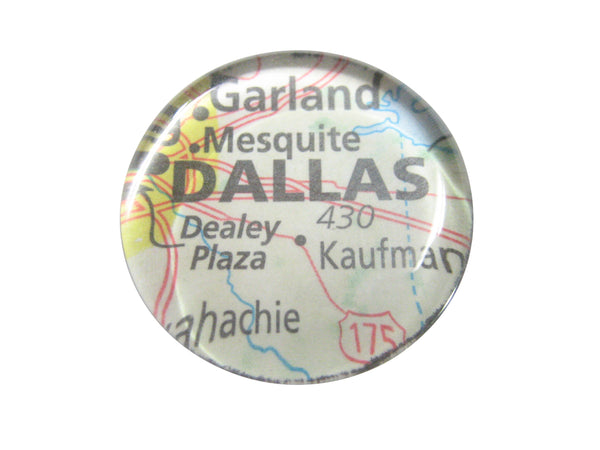 Garland
Mesquite
DALLAS
Dealey
Plaza
430
Kaufman
ahachie
175